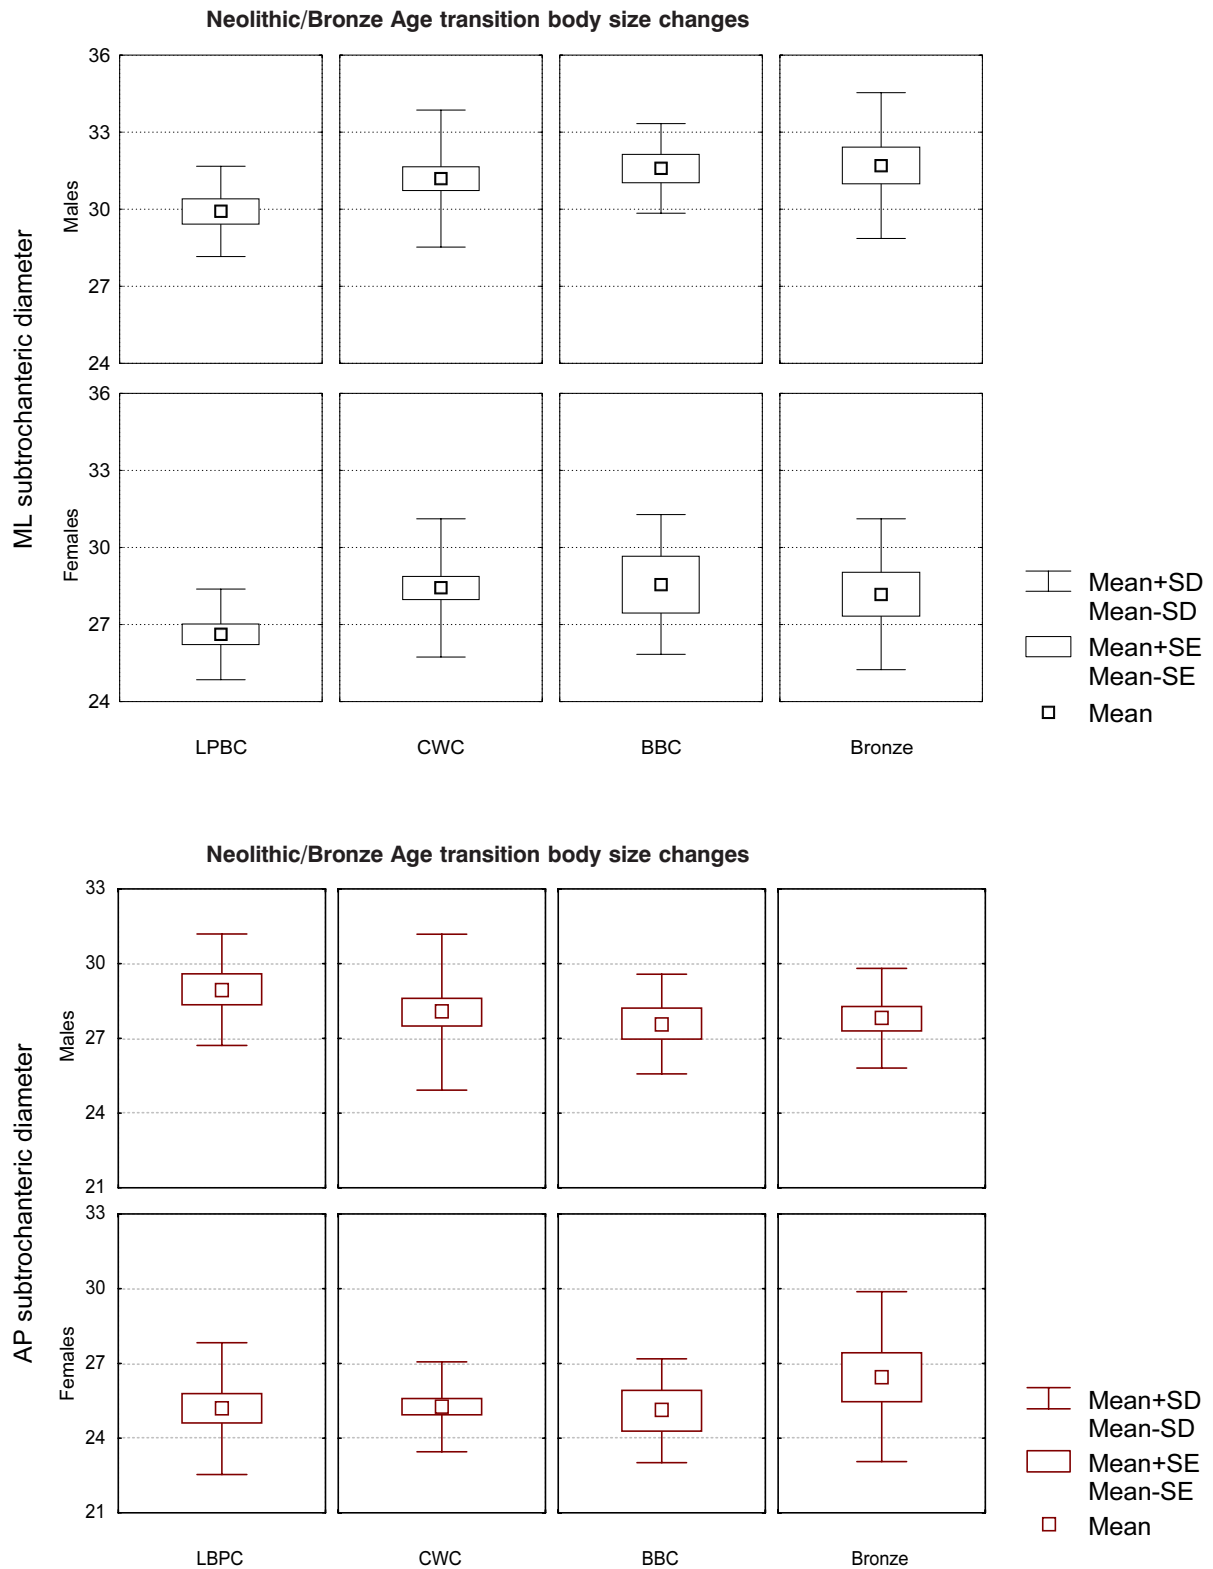 Neolithic/Bronze Age transition body size changes
ML subtrochanteric diameter
Males
36
33
30
27
24
Females
36
33
30
27
24
LPBC CWC BBC Bronze
Mean+SD
Mean-SD
Mean+SE
Mean-SE
Mean
Neolithic/Bronze Age transition body size changes
AP subtrochanteric diameter
Males
33
30
27
24
21
Females
33
30
27
24
21
LBPC CWC BBC Bronze
Mean+SD
Mean-SD
Mean+SE
Mean-SE
Mean